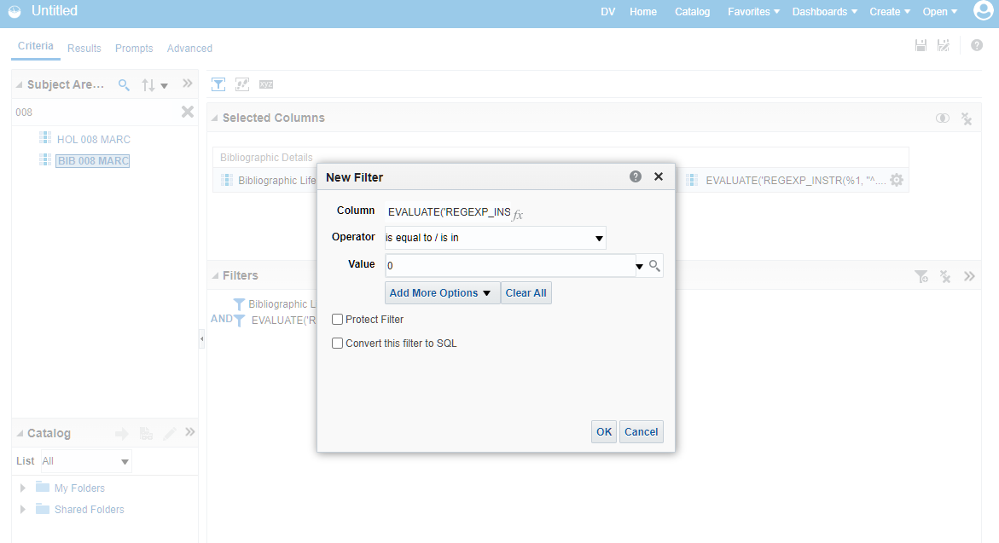 Untitled
DV Home Catalog Favorites Dashboards Create Open
Criteria Results Prompts Advanced
Subject Are...
008
HOL 008 MARC
BIB 008 MARC
Catalog
List All
My Folders
Shared Folders
XYZ
Selected Columns
Bibliographic Details
Bibliographic Life
EVALUATE('REGEXP_INSTR(%1, "^....
Filters
Bibliographic L
AND EVALUATE('R
New Filter
Column EVALUATE('REGEXP_INS fx
Operator is equal to / is in
Value 0
Add More Options Clear All
Protect Filter
Convert this filter to SQL
OK Cancel